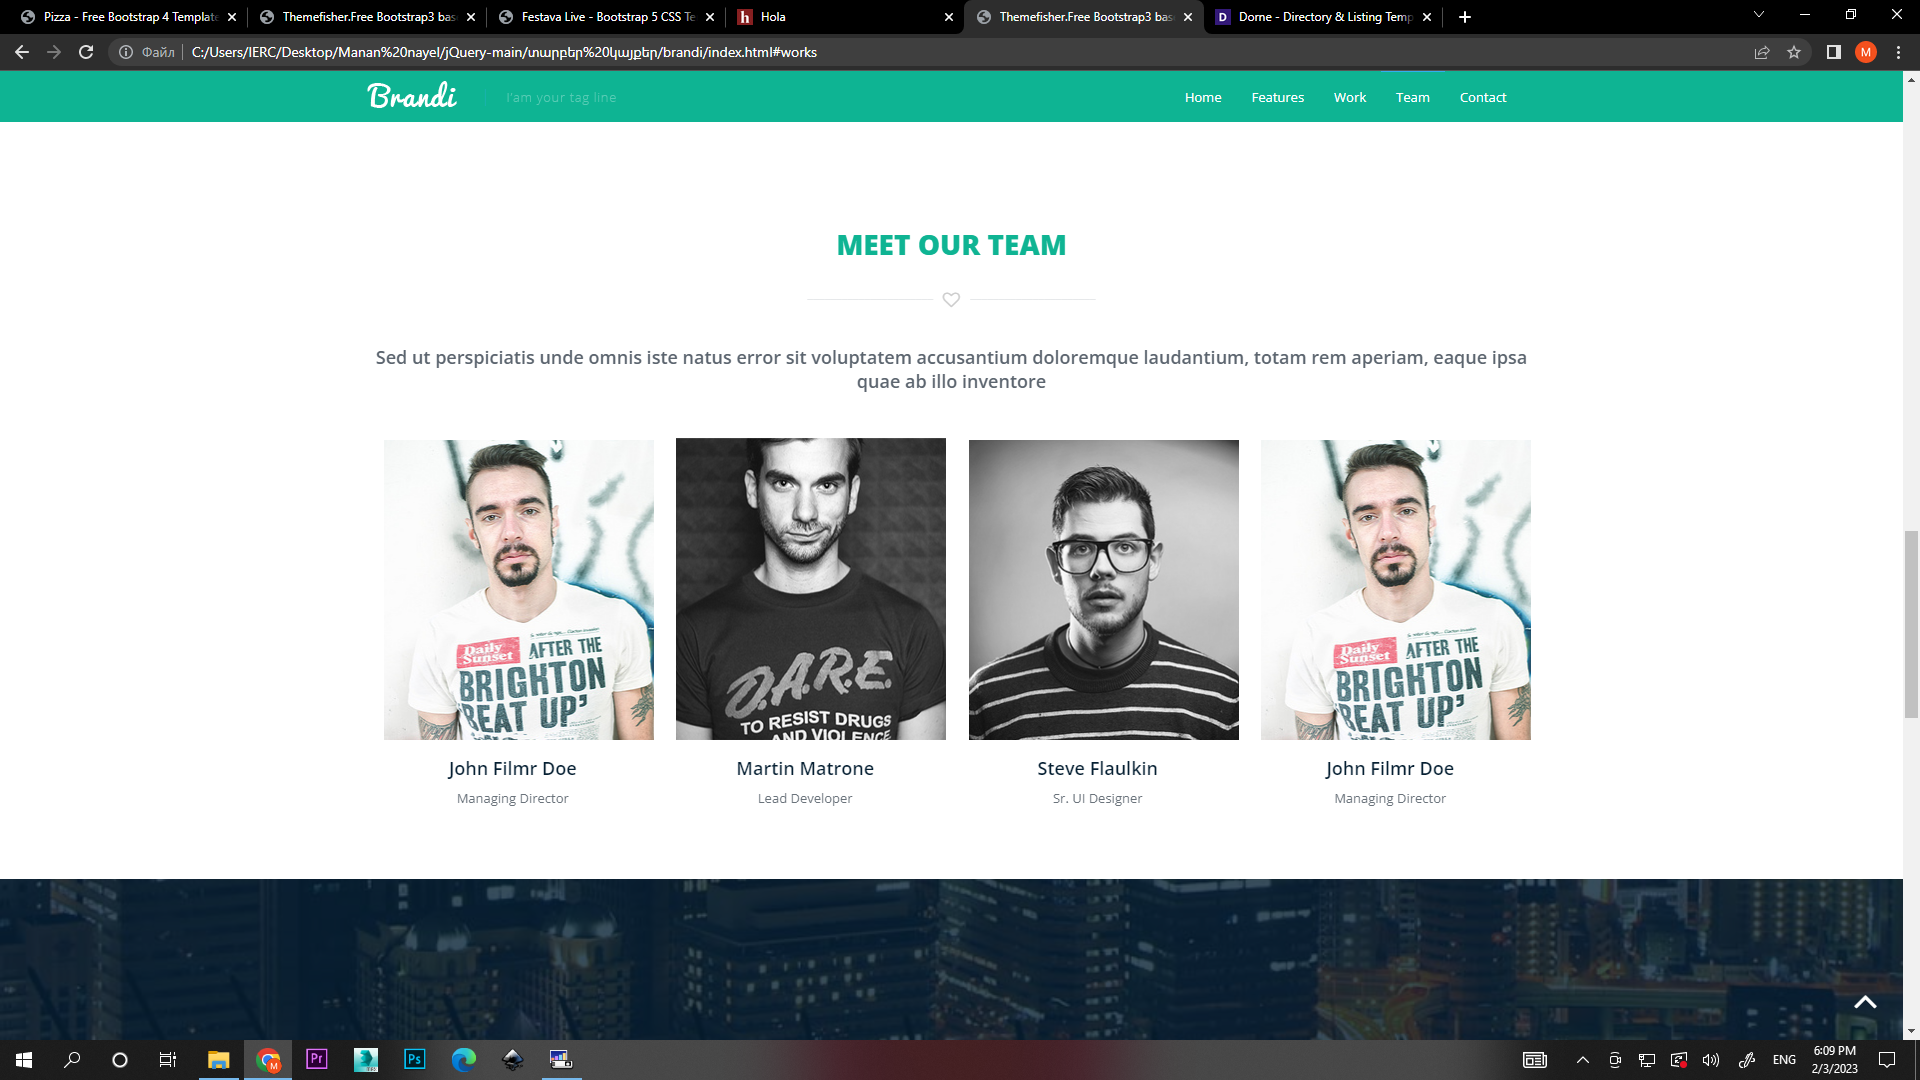 Pizza - Free Bootstrap 4 Template
Themefisher.Free Bootstrap3 bas
Festava Live - Bootstrap 5 CSS Te
Hola
Themefisher.Free Bootstrap3 bas
D
Dorne - Directory & Listing Temp
Файл
C:/Users/IERC/Desktop/Manan%20nayel/jQuery-main/տարբեր%20կայքեր/brandi/index.html#works
M
Brandi
I'am your tag line
Home
Features
Work
Team
Contact
MEET OUR TEAM
Sed ut perspiciatis unde omnis iste natus error sit voluptatem accusantium doloremque laudantium, totam rem aperiam, eaque ipsa
quae ab illo inventore
Daily
Sunset
AFTER THE
BRIGHTON
BEAT UP'
D.A.R.E.
TO RESIST DRUGS
AND VIOLENCE
Daily
Sunset
AFTER THE
BRIGHTON
BEAT UP'
John Filmr Doe
Managing Director
Martin Matrone
Lead Developer
Steve Flaulkin
Sr. UI Designer
John Filmr Doe
Managing Director
M
Pr
Ps
ENG
6:09 PM
2/3/2023